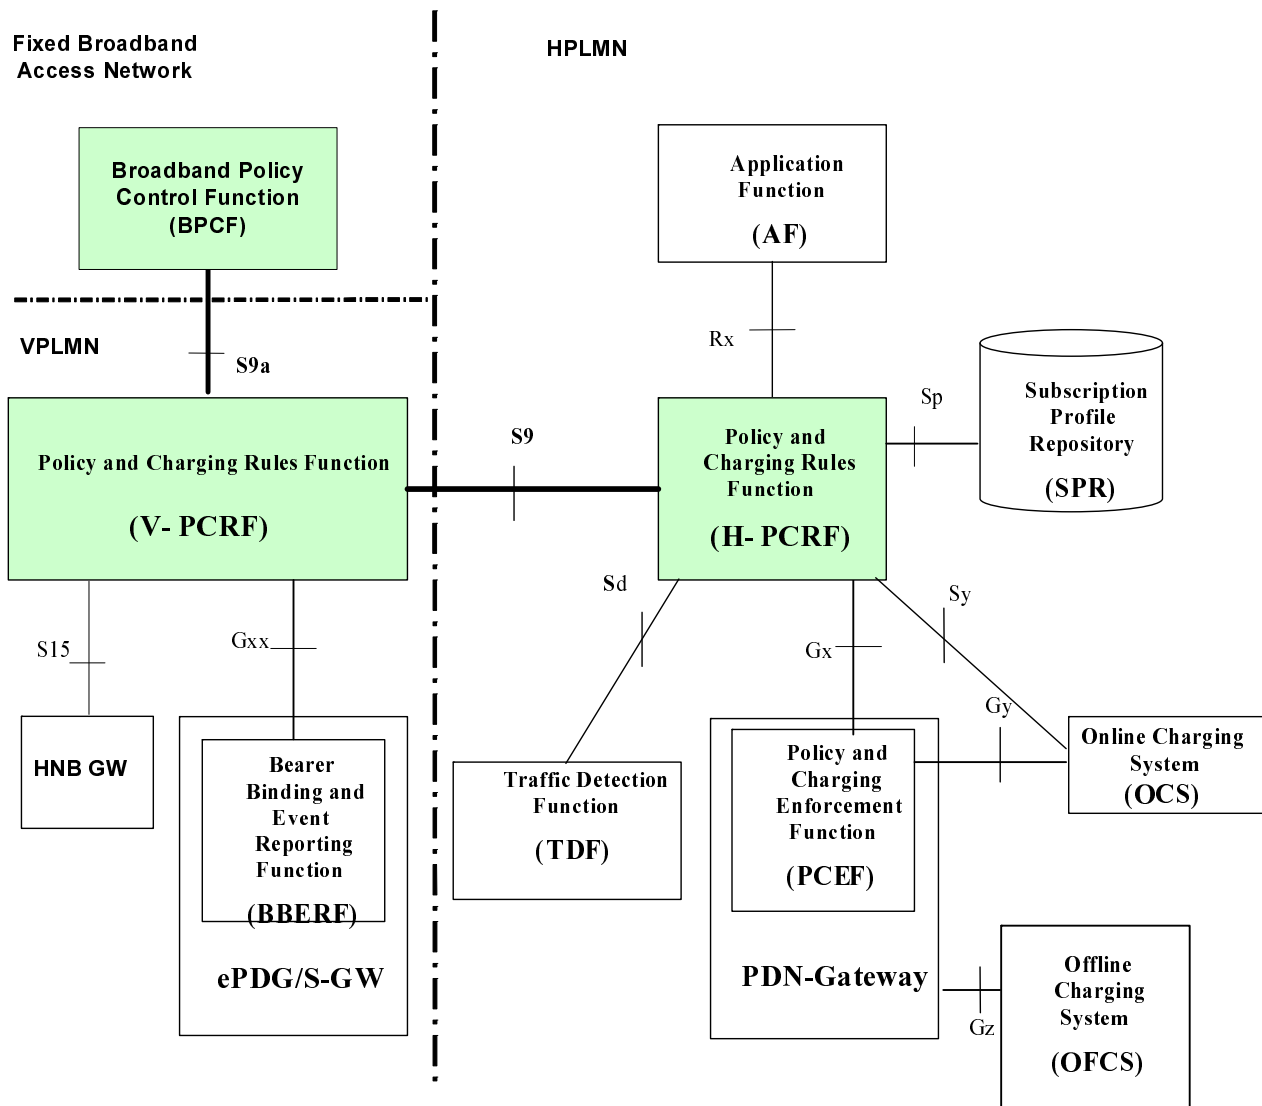 Fixed Broadband
Access Network
HPLMN
Broadband Policy
Control Function
(BPCF)
Application
Function
(AF)
VPLMN
S9a
Rx
Sp
Subscription
Profile
Repository
(SPR)
Policy and Charging Rules Function
(V- PCRF)
S9
Policy and
Charging Rules
Function
(H- PCRF)
S15
Gxx
Sd
Gx
Sy
Gy
HNB GW
Bearer
Binding and
Event
Reporting
Function
(BBERF)
ePDG/S-GW
Traffic Detection
Function
(TDF)
Policy and
Charging
Enforcement
Function
(PCEF)
PDN-Gateway
Online Charging
System
(OCS)
Gz
Offline
Charging
System
(OFCS)